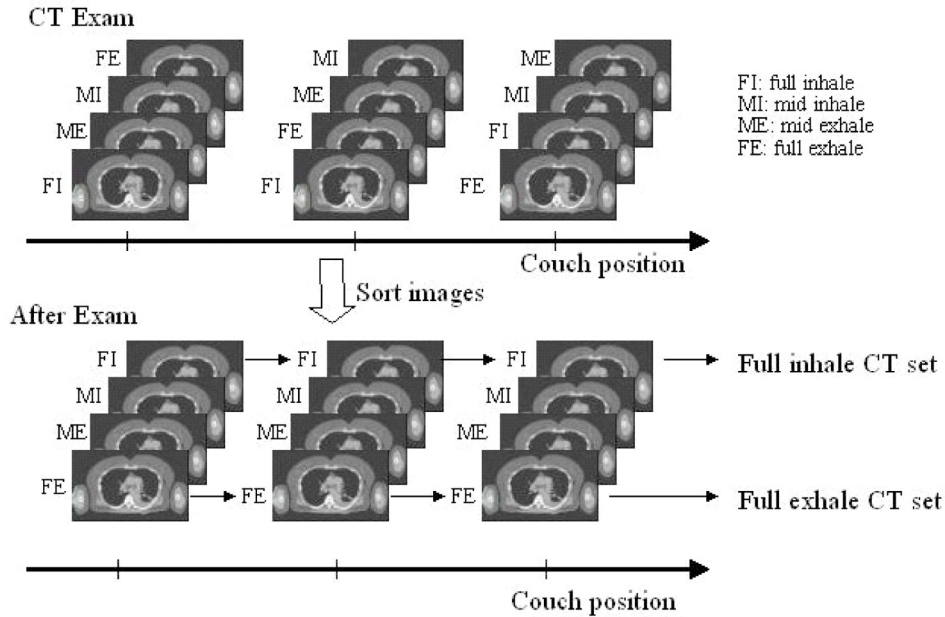 CT Exam
FE
MI
ME
FI
MI
ME
FE
FI
ME
MI
FI
FE
FI: full inhale
MI: mid inhale
ME: mid exhale
FE: full exhale
Couch position
Sort images
After Exam
FI
MI
ME
FE
FI
MI
ME
FE
FI
MI
ME
FE
Full inhale CT set
Full exhale CT set
Couch position